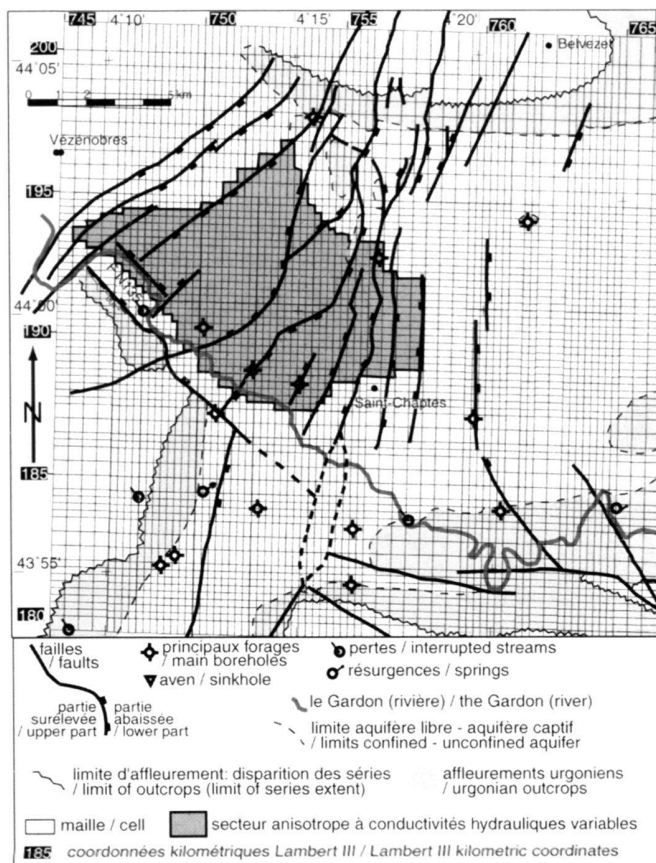 745 4°10' 750 4°15' 755 4°20' 760 765
200
44°05'
Belvezet
0 1 2 5 km
Vézénobres
195
44°00'
190
N
Saint-Chaptes
185
43°55'
180
failles
/ faults
partie
surélevée
/ upper part
partie
abaissée
/ lower part
principaux forages
/ main boreholes
aven / sinkhole
pertes / interrupted streams
résurgences / springs
le Gardon (rivière) / the Gardon (river)
limite aquifère libre - aquifère captif
/ limits confined - unconfined aquifer
limite d'affleurement: disparition des séries
/ limit of outcrops (limit of series extent)
affleurements urgoniens
/ urgonian outcrops
maille / cell
secteur anisotrope à conductivités hydrauliques variables
185 coordonnées kilométriques Lambert III / Lambert III kilometric coordinates